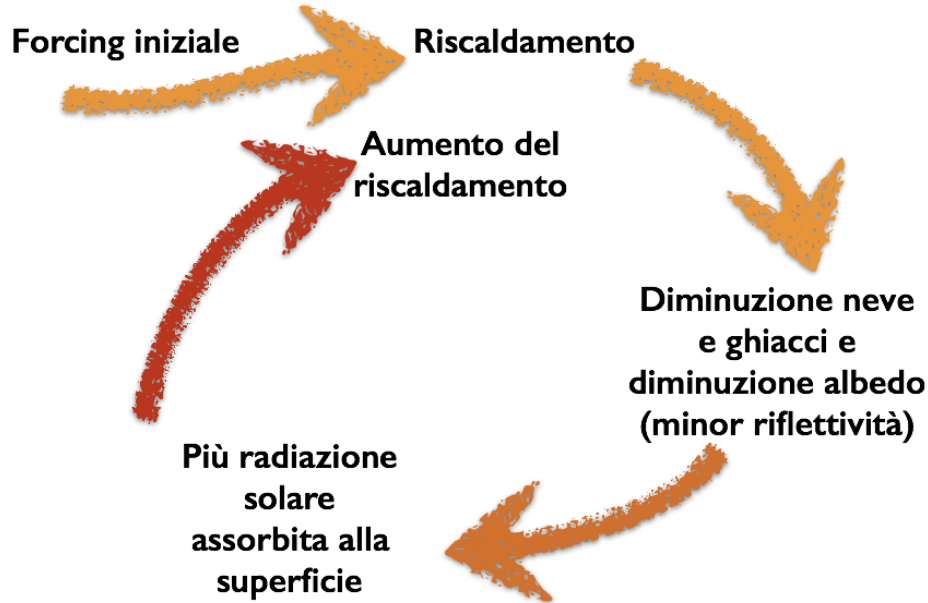 Forcing iniziale
Riscaldamento
Aumento del
riscaldamento
Diminuzione neve
e ghiacci e
diminuzione albedo
(minor riflettività)
Più radiazione
solare
assorbita alla
superficie